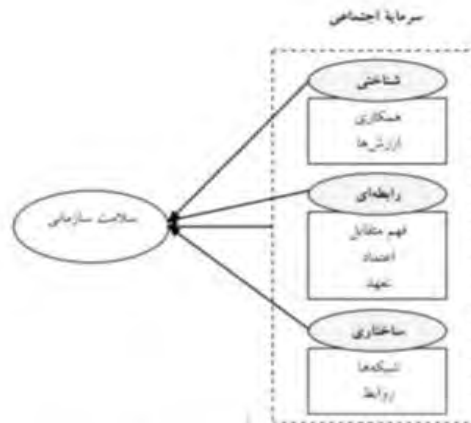 سرمایهٔ اجتماعی
شناختی
همکاری
ارزش‌ها
رابطه‌ای
فهم متقابل
اعتماد
تعهد
ساختاری
شبکه‌ها
روابط
سلامت سازمانی